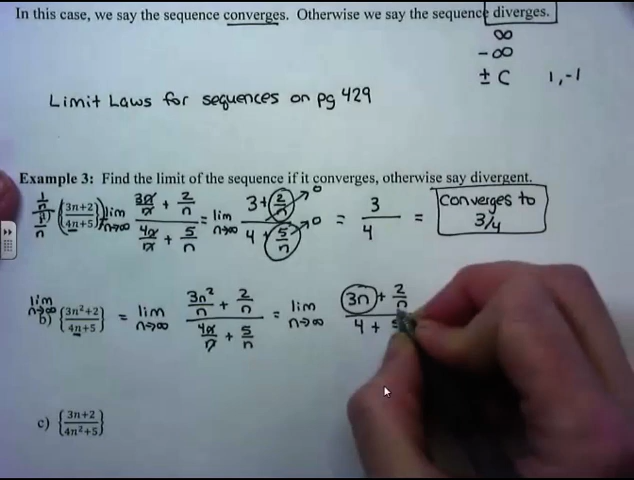 In this case, we say the sequence converges. Otherwise we say the sequence diverges.
∞
-∞
± C 1,-1
Limit Laws for sequences on pg 429
Example 3: Find the limit of the sequence if it converges, otherwise say divergent.
{(3n+2)/(4n+5)} lim n→∞ (3n/n + 2/n)/(4n/n + 5/n) = lim n→∞ (3 + 2/n → 0)/(4 + 5/n → 0) = 3/4 = Converges to 3/4
lim n→∞ b) {(3n²+2)/(4n+5)} = lim n→∞ (3n²/n + 2/n)/(4n/n + 5/n) = lim n→∞ (3n + 2/n)/(4 +
c) {(3n+2)/(4n²+5)}